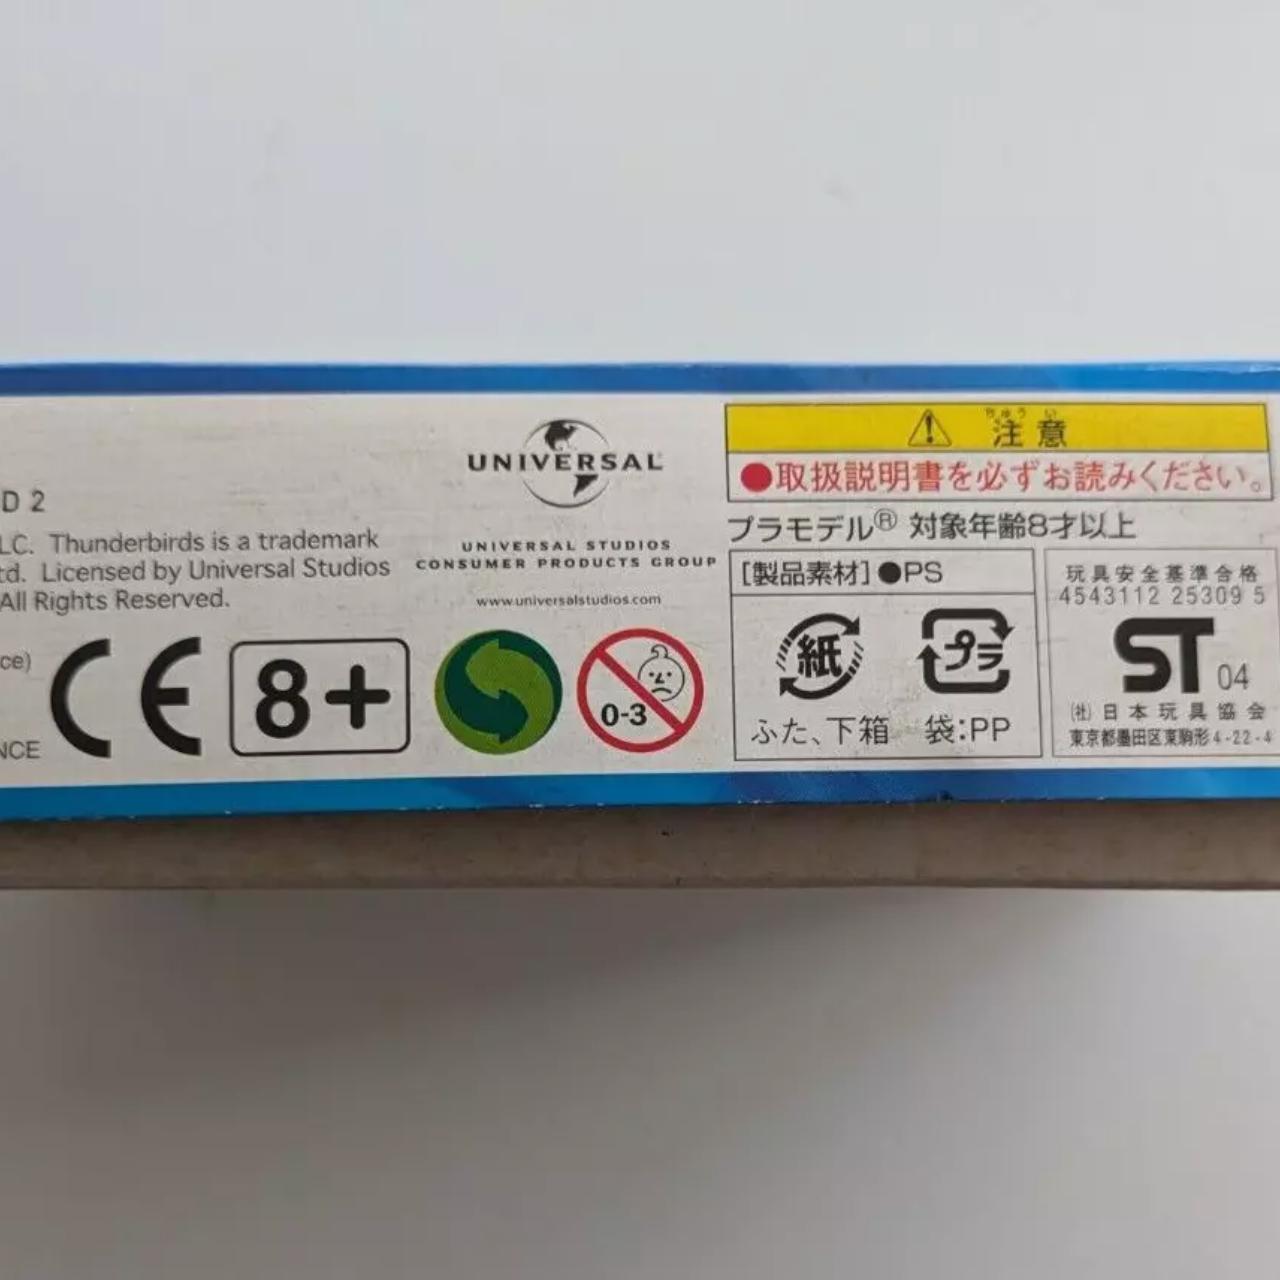 D 2
LC. Thunderbirds is a trademark
td. Licensed by Universal Studios
All Rights Reserved.
ce)
NCE
CE
8+
UNIVERSAL
UNIVERSAL STUDIOS
CONSUMER PRODUCTS GROUP
www.universalstudios.com
0-3
ちゅうい
注意
●取扱説明書を必ずお読みください。
プラモデル® 対象年齢8才以上
[製品素材]●PS
紙 プラ
ふた、下箱 袋:PP
玩具安全基準合格
4543112 25309 5
ST 04
(社)日本玩具協会
東京都墨田区東駒形4-22-4